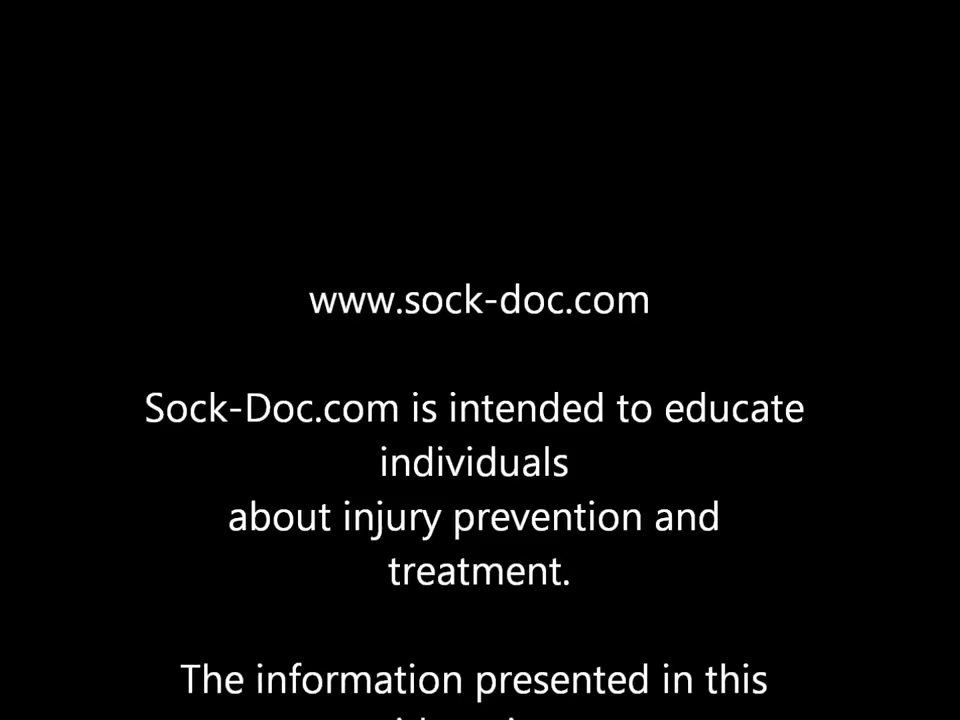 www.sock-doc.com
Sock-Doc.com is intended to educate
individuals
about injury prevention and
treatment.
The information presented in this